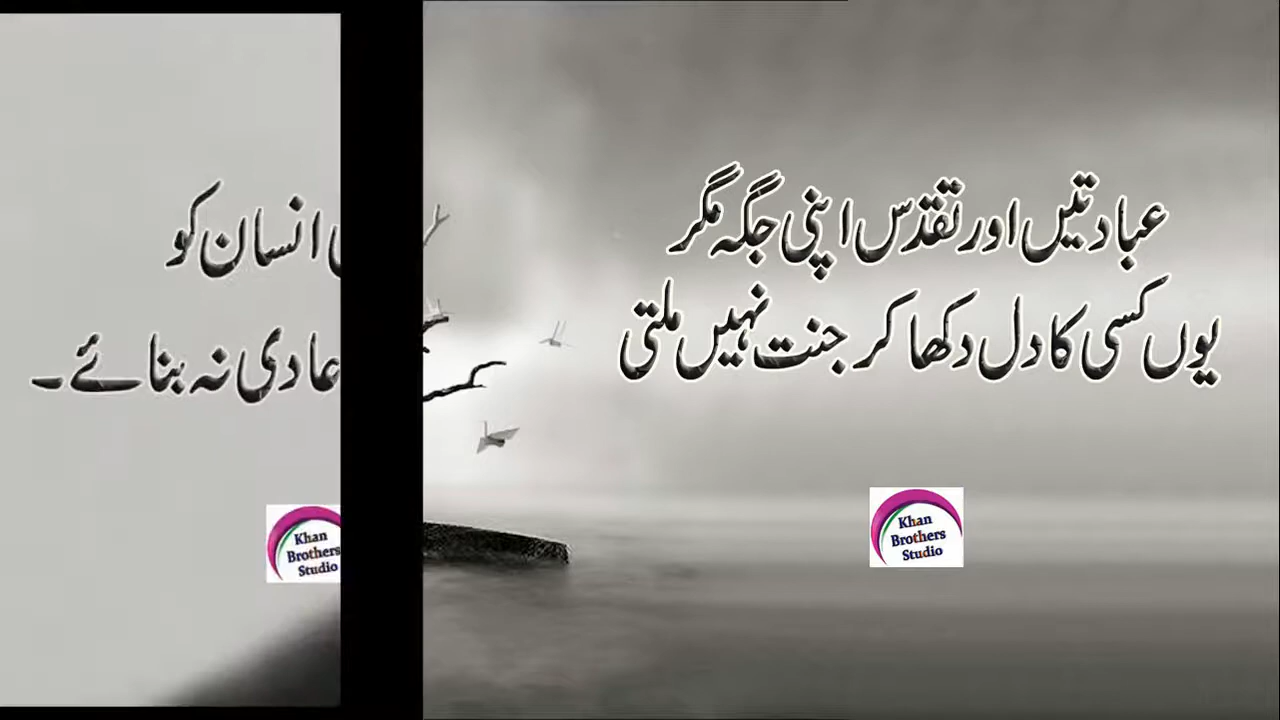 عبادتیں اور تقدّس اپنی جگہ مگر
یوں کسی کا دل دکھا کر جنت نہیں ملتی
Khan
Brothers
Studio
انسان کو
عادی نہ بنائے۔
Khan
Brothers
Studio